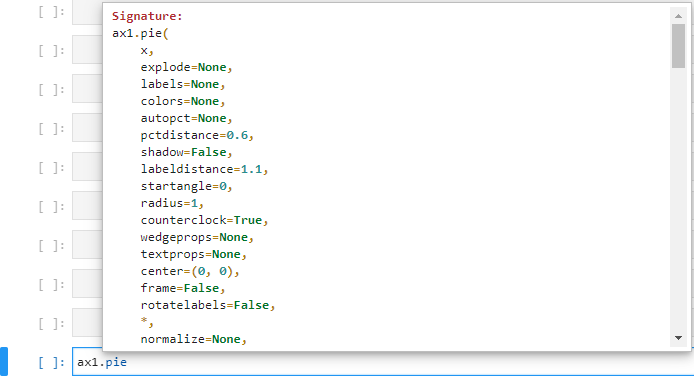 Signature:
ax1.pie(
    x,
    explode=None,
    labels=None,
    colors=None,
    autopct=None,
    pctdistance=0.6,
    shadow=False,
    labeldistance=1.1,
    startangle=0,
    radius=1,
    counterclock=True,
    wedgeprops=None,
    textprops=None,
    center=(0, 0),
    frame=False,
    rotatelabels=False,
    *,
    normalize=None,
[ ]:
[ ]:
[ ]:
[ ]:
[ ]:
[ ]:
[ ]:
[ ]:
[ ]:
[ ]: ax1.pie